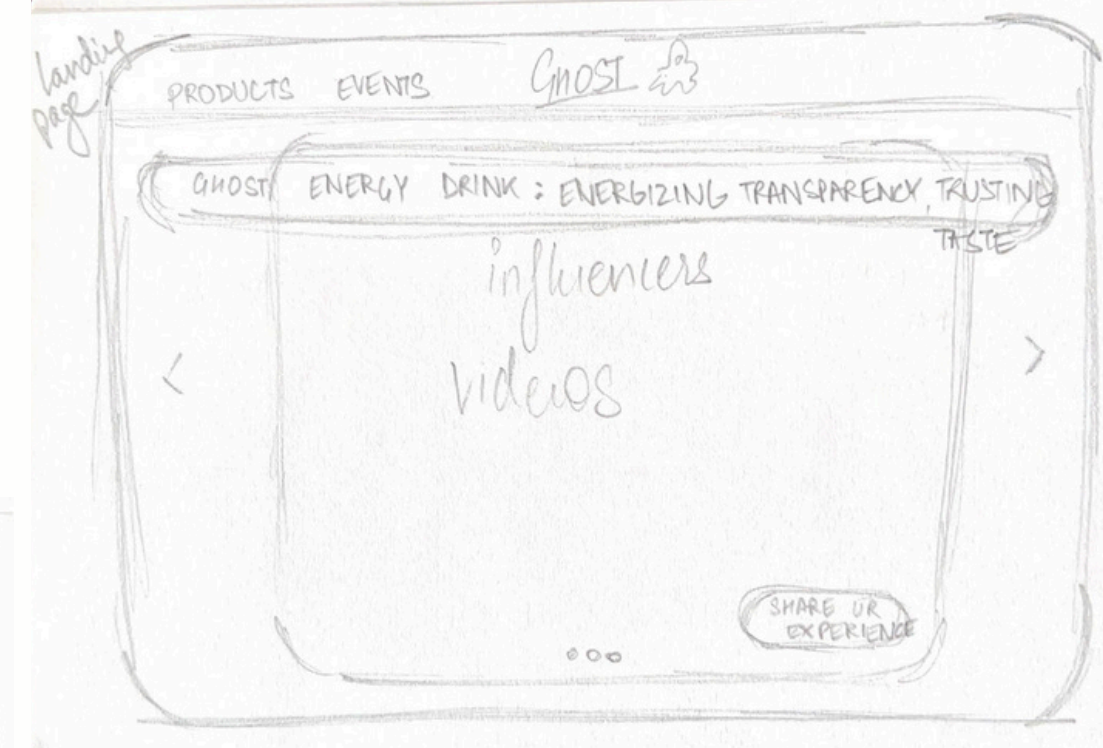 landing
page
PRODUCTS EVENTS GHOST
GHOST ENERGY DRINK : ENERGIZING TRANSPARENCY, TRUSTING
TASTE
influencers
videos
< >
SHARE UR
EXPERIENCE